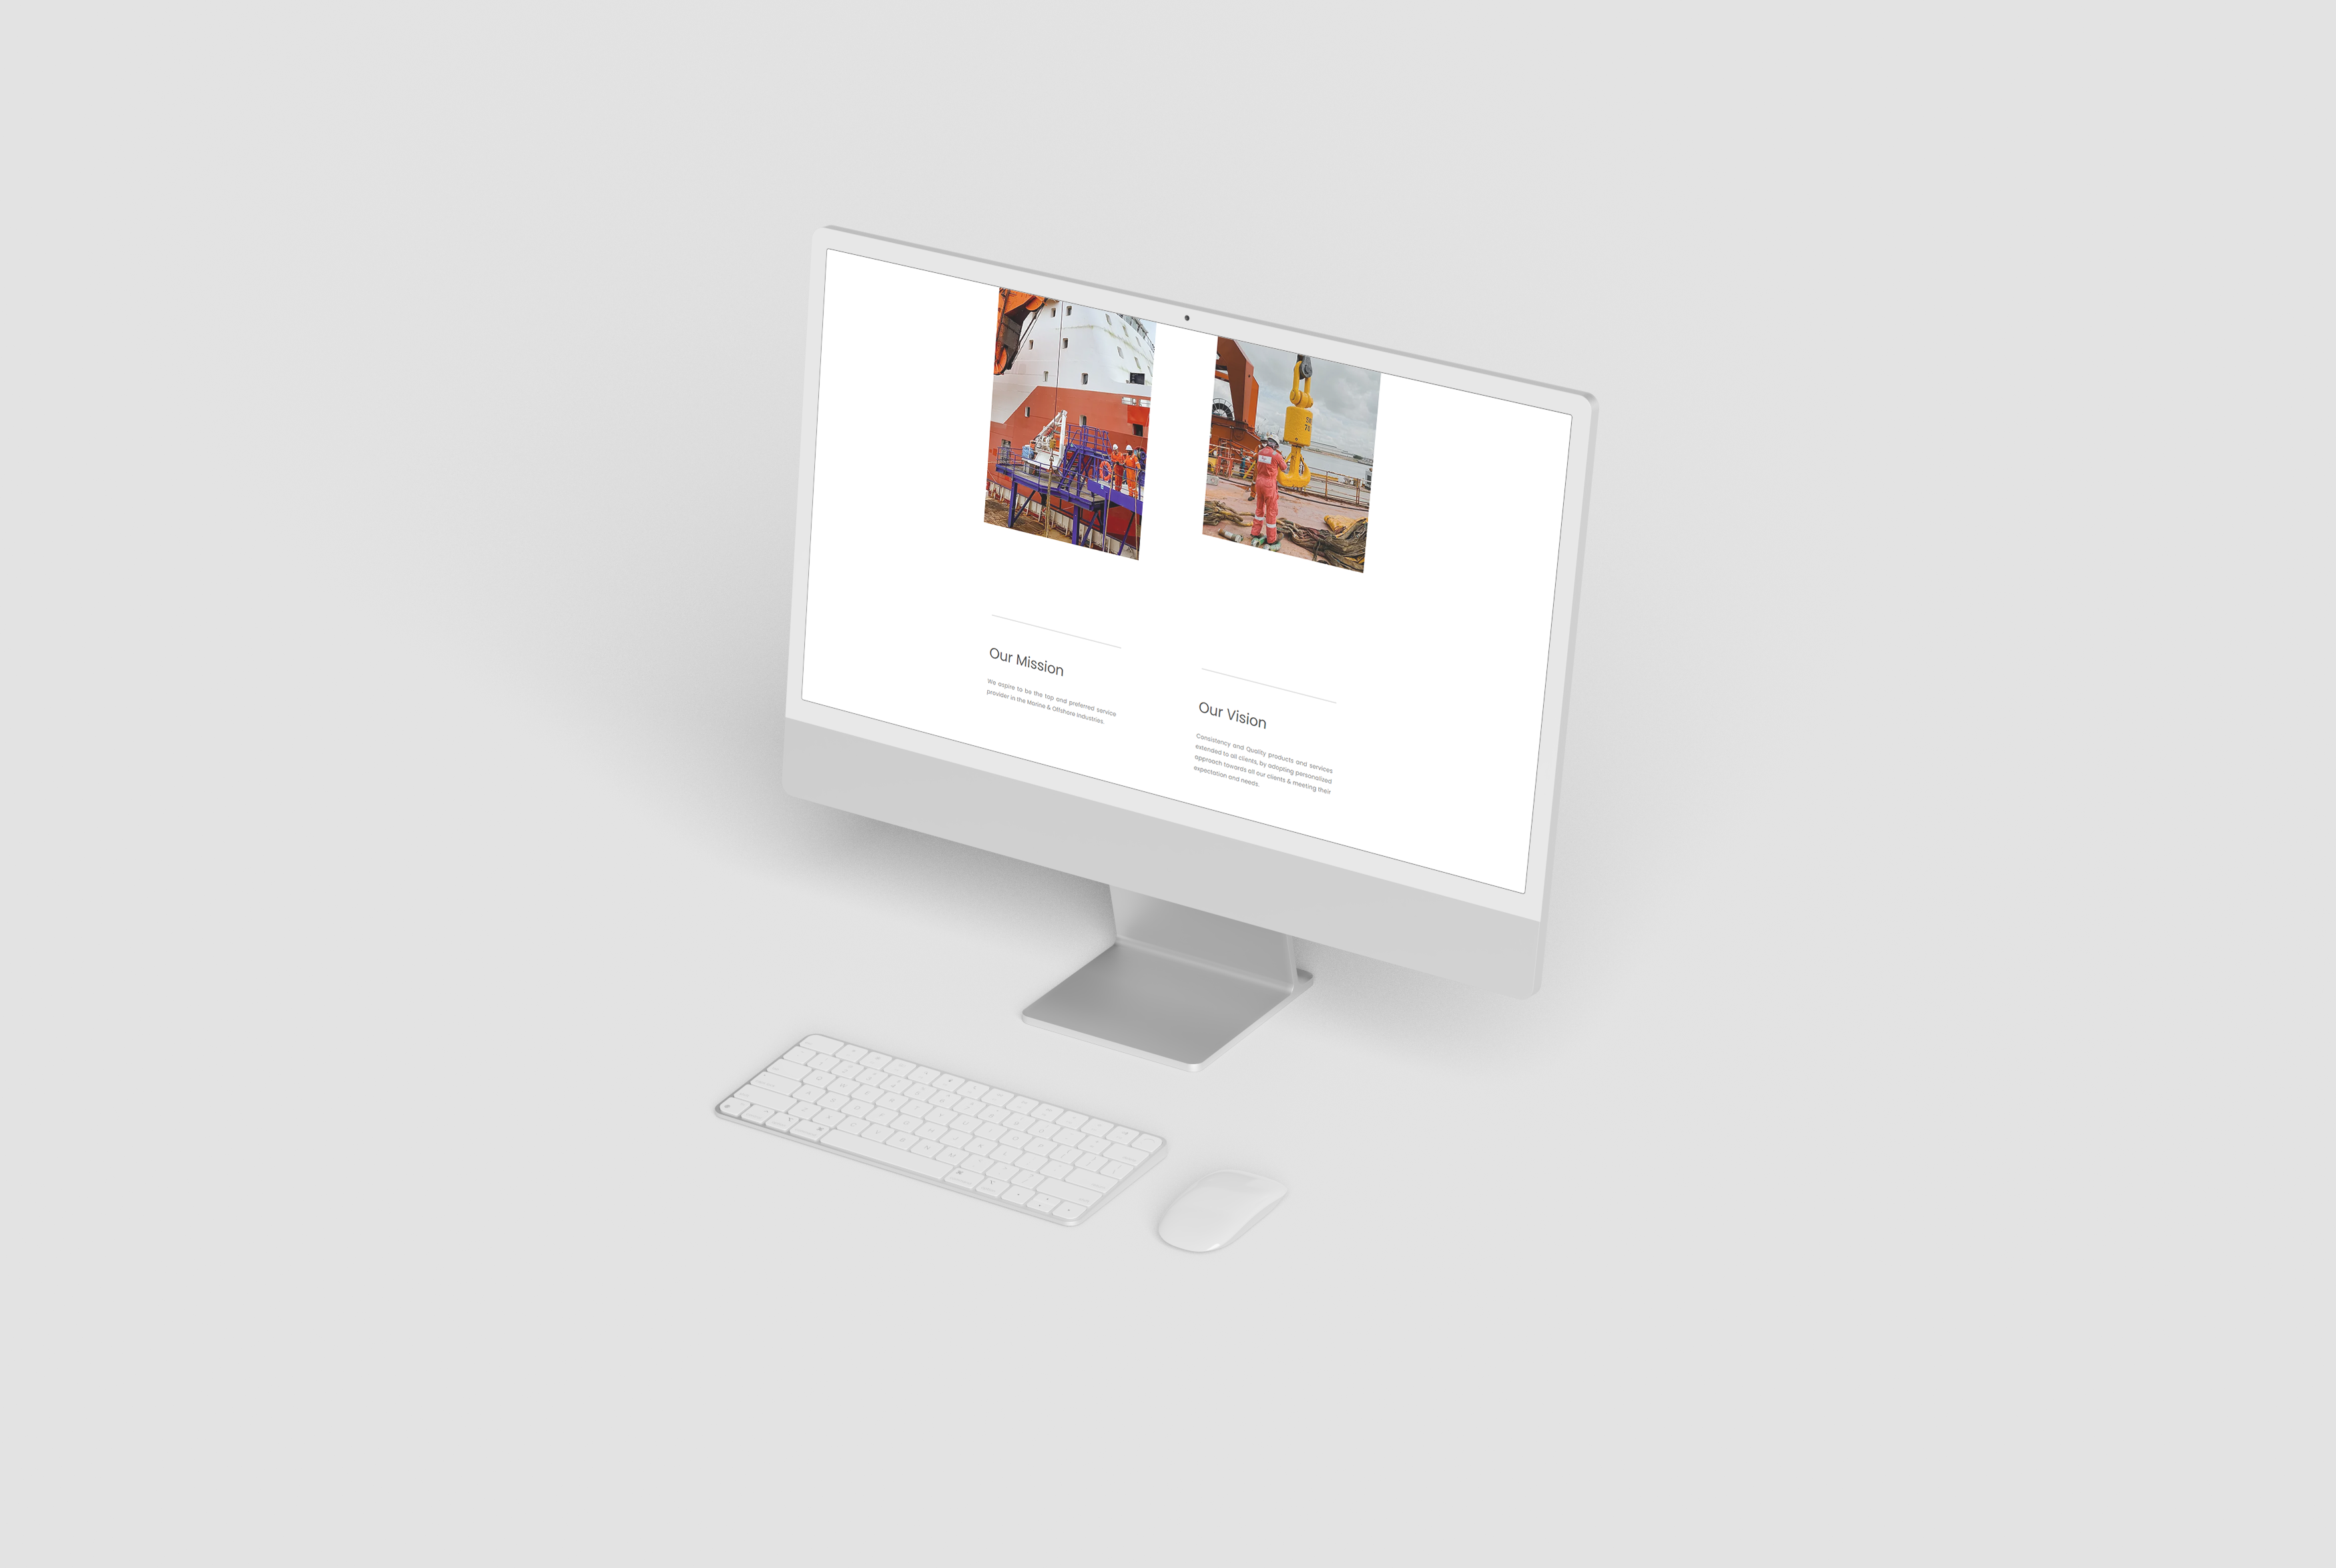 Our Mission
We aspire to be the top and preferred service
provider in the Marine & Offshore Industries.
Our Vision
Consistency and Quality products and services
extended to all clients, by adopting personalized
approach towards all our clients & meeting their
expectation and needs.